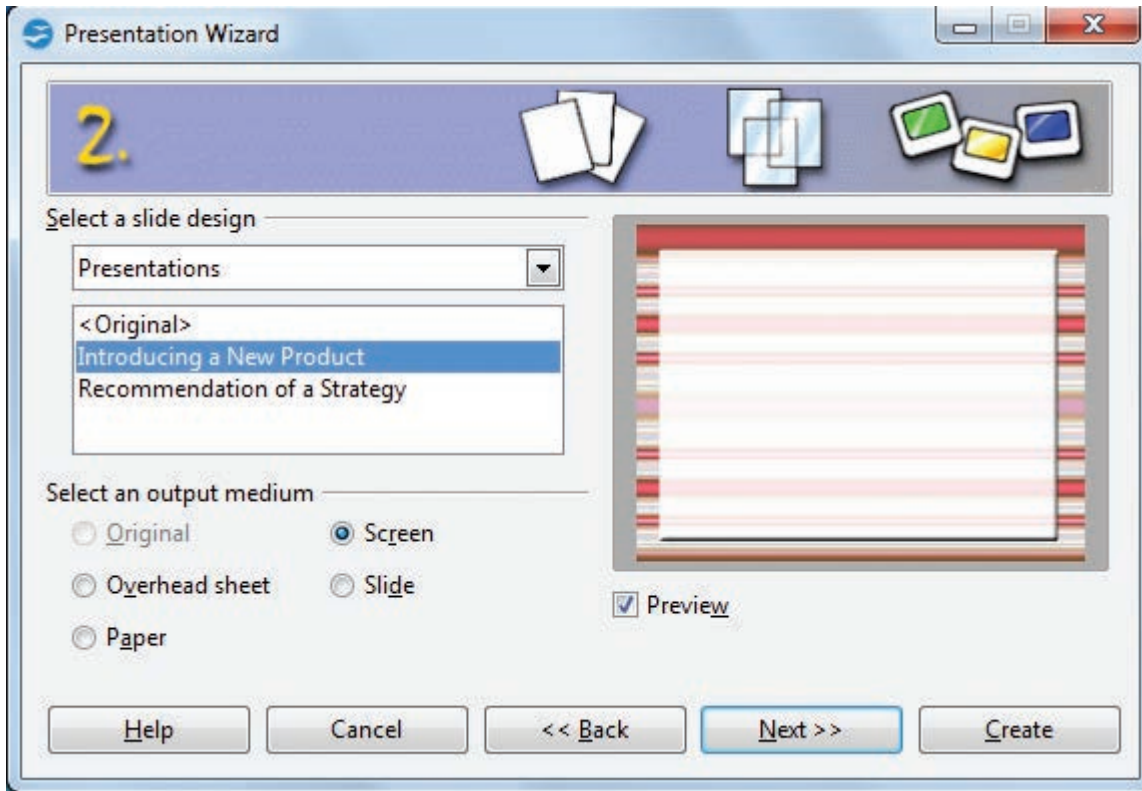 Presentation Wizard
2.
Select a slide design
Presentations
<Original>
Introducing a New Product
Recommendation of a Strategy
Select an output medium
Original
Screen
Overhead sheet
Slide
Paper
Preview
Help
Cancel
<< Back
Next >>
Create